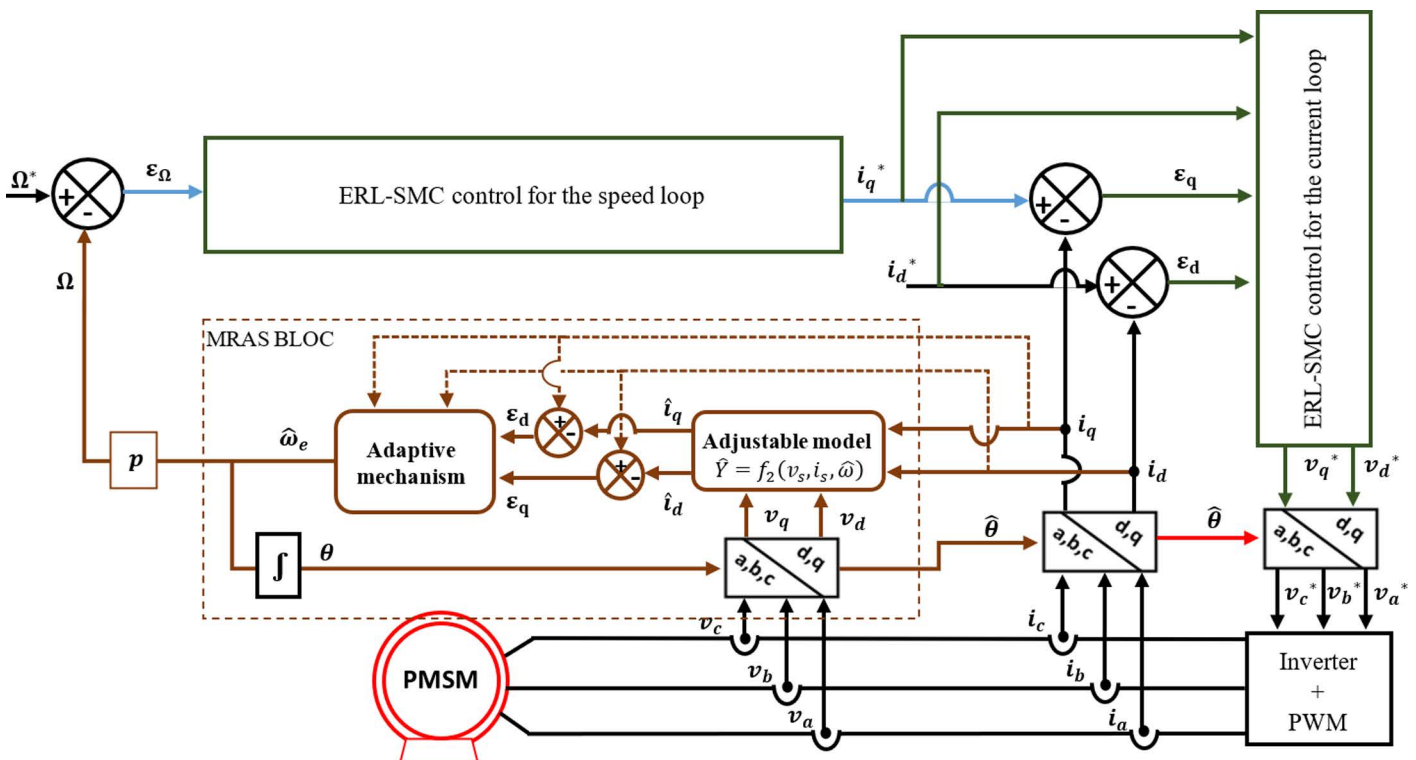 Ω*
+
-
ε_Ω
ERL-SMC control for the speed loop
i_q*
+
-
ε_q
ERL-SMC control for the current loop
i_d*
+
-
ε_d
Ω
MRAS BLOC
p
ω̂_e
Adaptive
mechanism
ε_d
+
-
î_q
ε_q
+
-
î_d
Adjustable model
Ŷ = f₂(v_s, i_s, ω̂)
i_q
i_d
v_q*
v_d*
∫
θ
v_q
v_d
a,b,c
d,q
θ̂
a,b,c
d,q
θ̂
a,b,c
d,q
v_c*
v_b*
v_a*
v_c
v_b
v_a
i_c
i_b
i_a
PMSM
Inverter
+
PWM